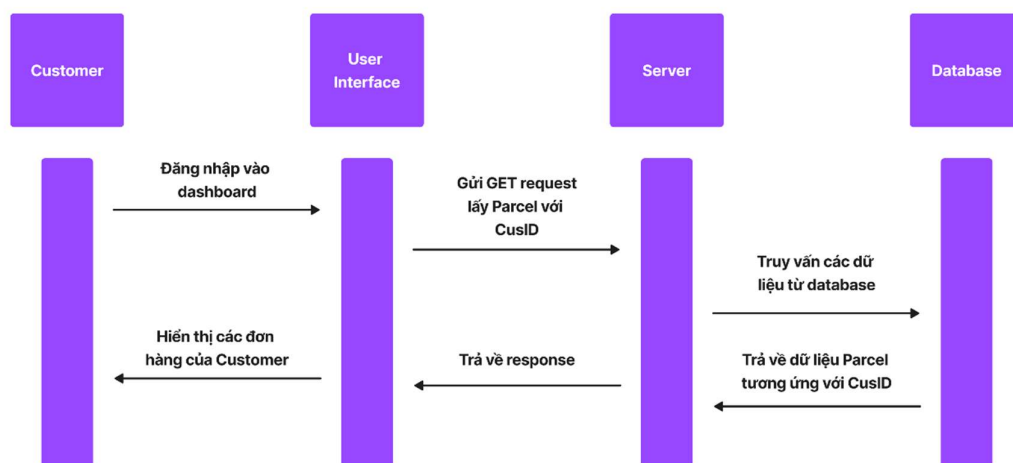 Customer
User
Interface
Server
Database
Đăng nhập vào
dashboard
Gửi GET request
lấy Parcel với
CusID
Truy vấn các dữ
liệu từ database
Hiển thị các đơn
hàng của Customer
Trả về response
Trả về dữ liệu Parcel
tương ứng với CusID